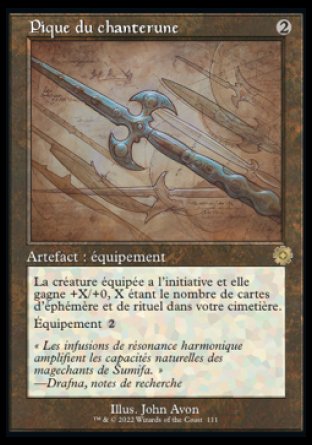 Pique du chanterune 2
Artefact : équipement
La créature équipée a l'initiative et elle
gagne +X/+0, X étant le nombre de cartes
d'éphémère et de rituel dans votre cimetière.
Équipement 2
« Les infusions de résonance harmonique
amplifient les capacités naturelles des
magechants de Sumifa. »
—Drafna, notes de recherche
Illus. John Avon
™ & © 2022 Wizards of the Coast 111